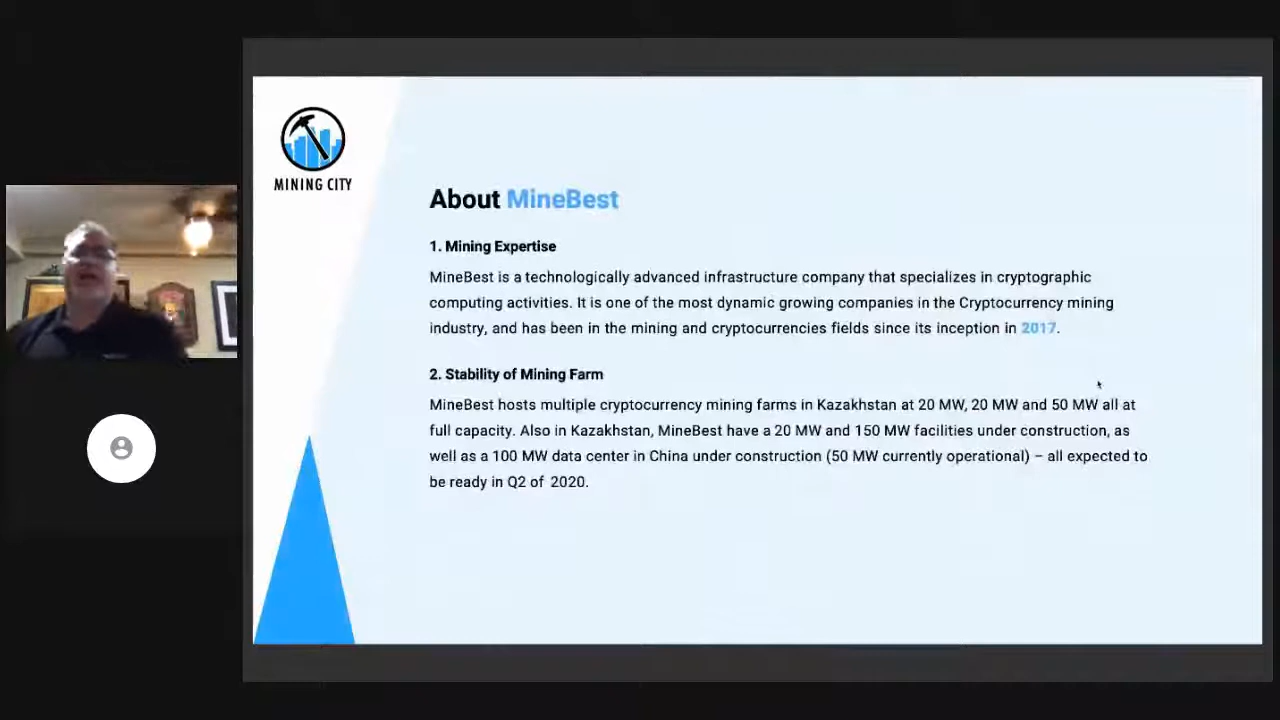 MINING CITY
About MineBest
1. Mining Expertise
MineBest is a technologically advanced infrastructure company that specializes in cryptographic
computing activities. It is one of the most dynamic growing companies in the Cryptocurrency mining
industry, and has been in the mining and cryptocurrencies fields since its inception in 2017.
2. Stability of Mining Farm
MineBest hosts multiple cryptocurrency mining farms in Kazakhstan at 20 MW, 20 MW and 50 MW all at
full capacity. Also in Kazakhstan, MineBest have a 20 MW and 150 MW facilities under construction, as
well as a 100 MW data center in China under construction (50 MW currently operational) – all expected to
be ready in Q2 of 2020.